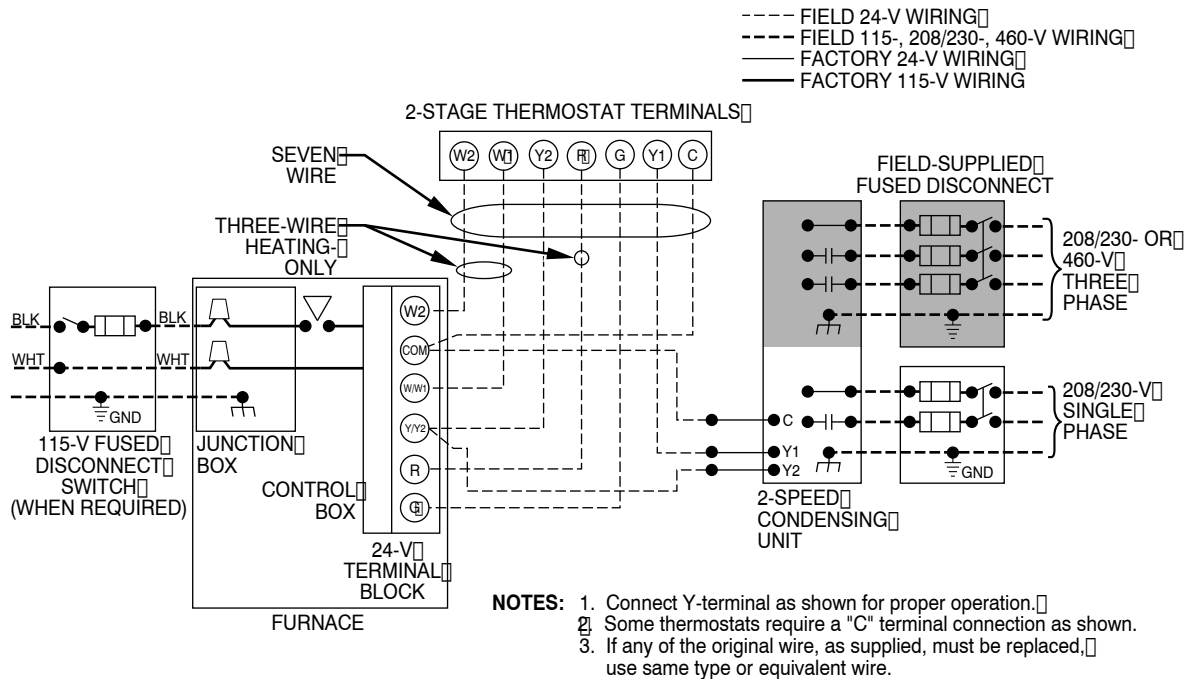 FIELD 24-V WIRING
FIELD 115-, 208/230-, 460-V WIRING
FACTORY 24-V WIRING
FACTORY 115-V WIRING
2-STAGE THERMOSTAT TERMINALS
W2 W1 Y2 R G Y1 C
SEVEN
WIRE
THREE-WIRE
HEATING-
ONLY
FIELD-SUPPLIED
FUSED DISCONNECT
208/230- OR
460-V
THREE
PHASE
BLK
BLK
WHT
WHT
GND
115-V FUSED
DISCONNECT
SWITCH
(WHEN REQUIRED)
JUNCTION
BOX
CONTROL
BOX
W2
COM
W/W1
Y/Y2
R
G
24-V
TERMINAL
BLOCK
FURNACE
C
Y1
Y2
GND
208/230-V
SINGLE
PHASE
2-SPEED
CONDENSING
UNIT
NOTES: 1. Connect Y-terminal as shown for proper operation.
2. Some thermostats require a "C" terminal connection as shown.
3. If any of the original wire, as supplied, must be replaced,
use same type or equivalent wire.